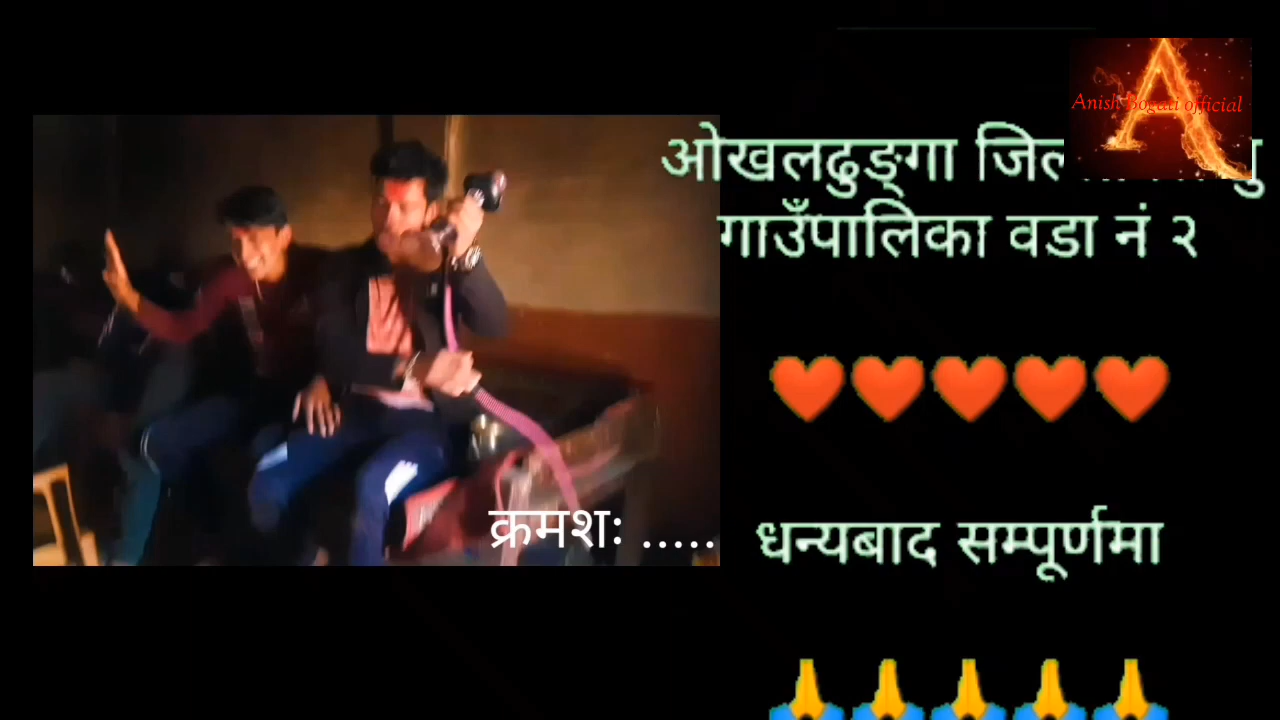 Anish Bogati official
ओखलढुङ्गा
गाउँपालिका वडा नं २
क्रमशः .....
धन्यबाद सम्पूर्णमा